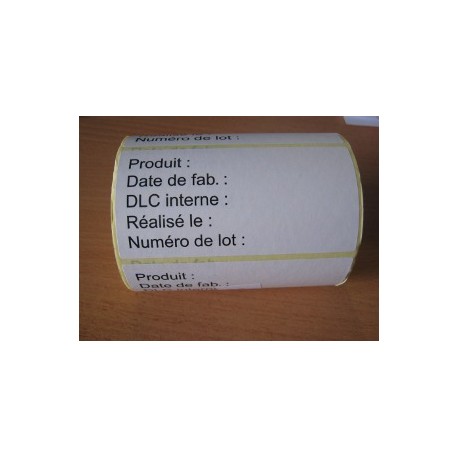 Numéro de lot :
Produit :
Date de fab. :
DLC interne :
Réalisé le :
Numéro de lot :
Produit :
Date de fab. :